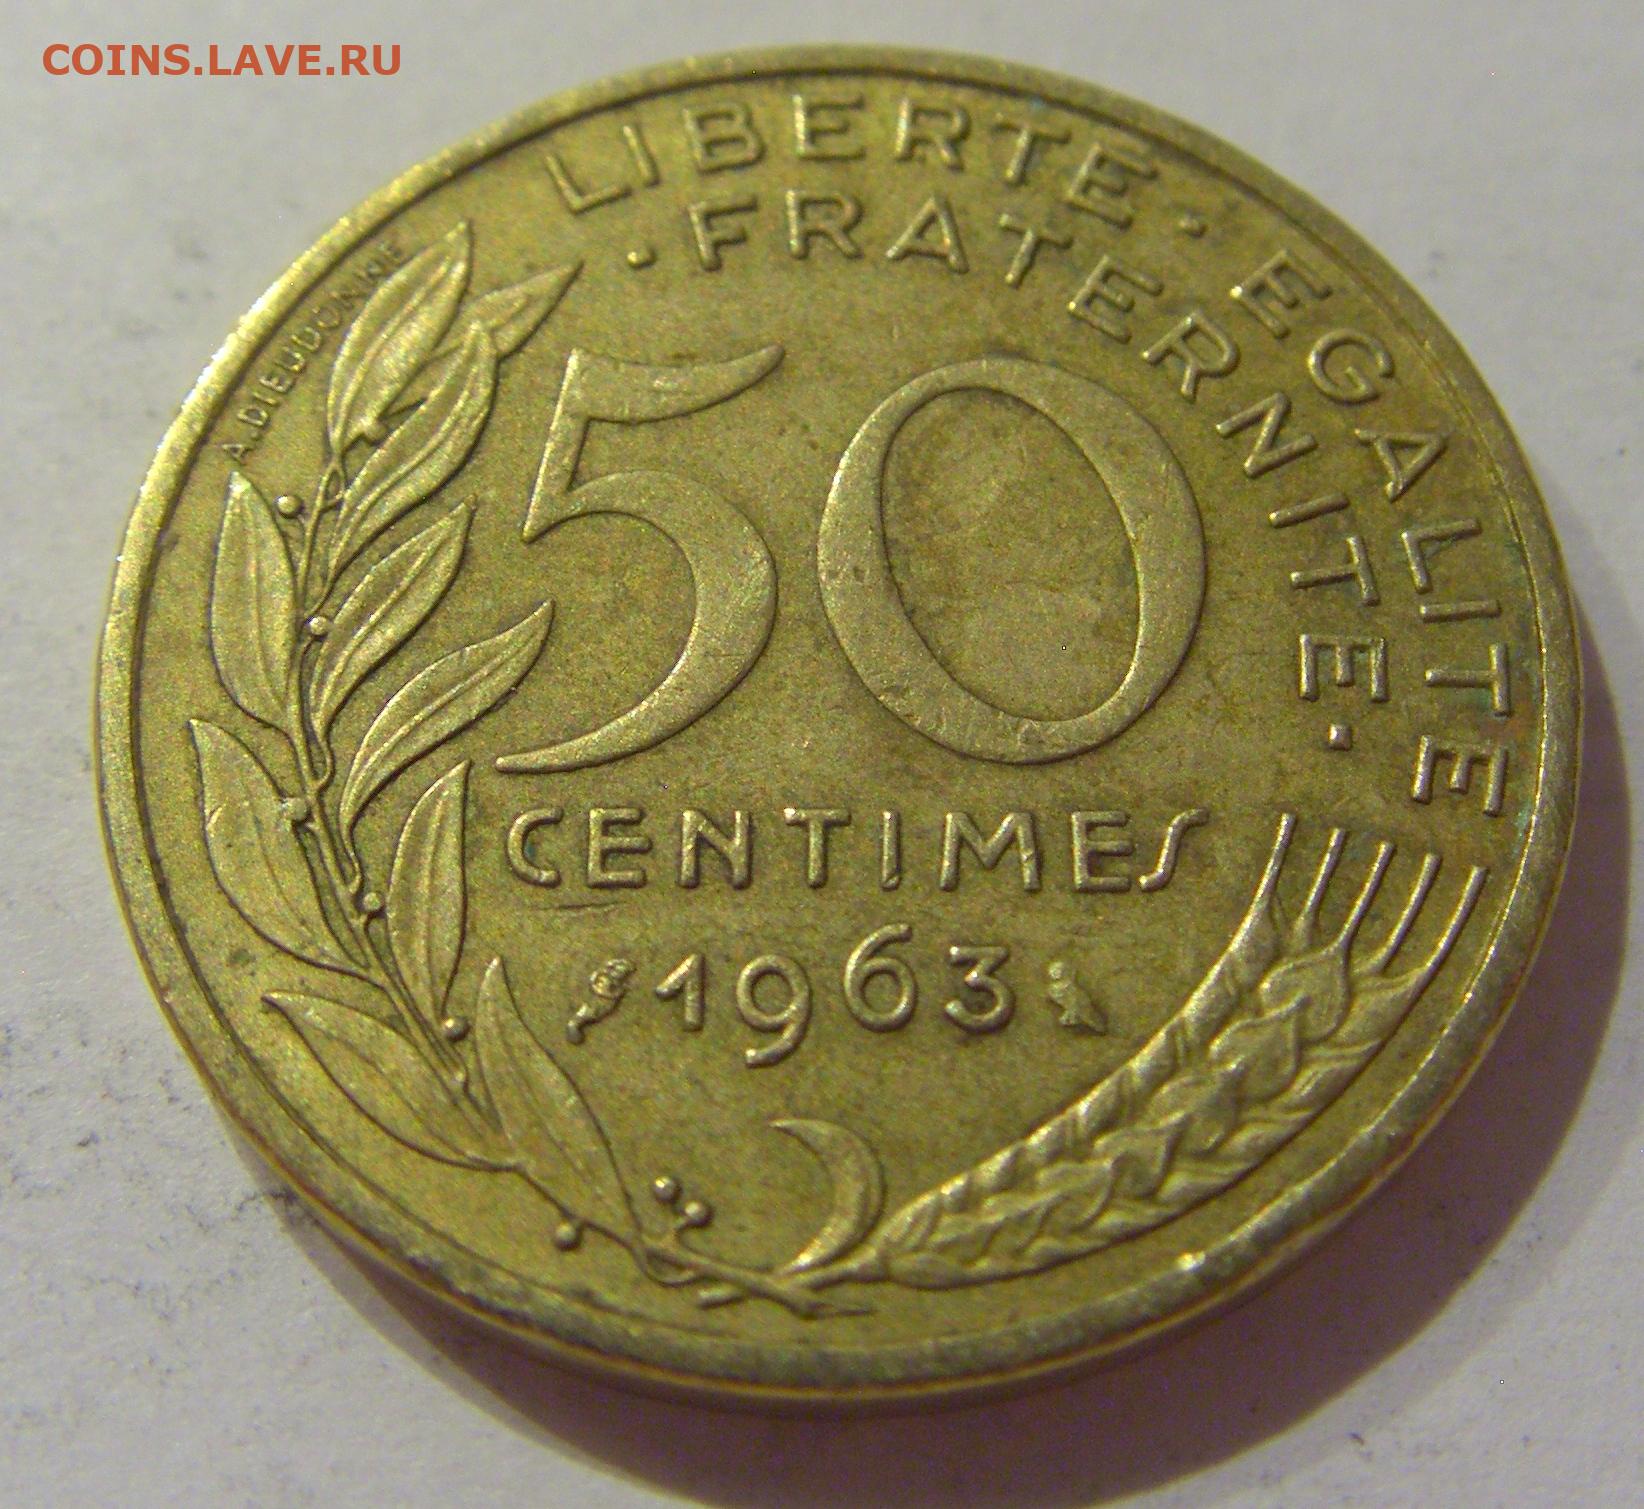 COINS.LAVE.RU
LIBERTE · EGALITE
· FRATERNITE ·
A.DIEUDONNE
50
CENTIMES
1963